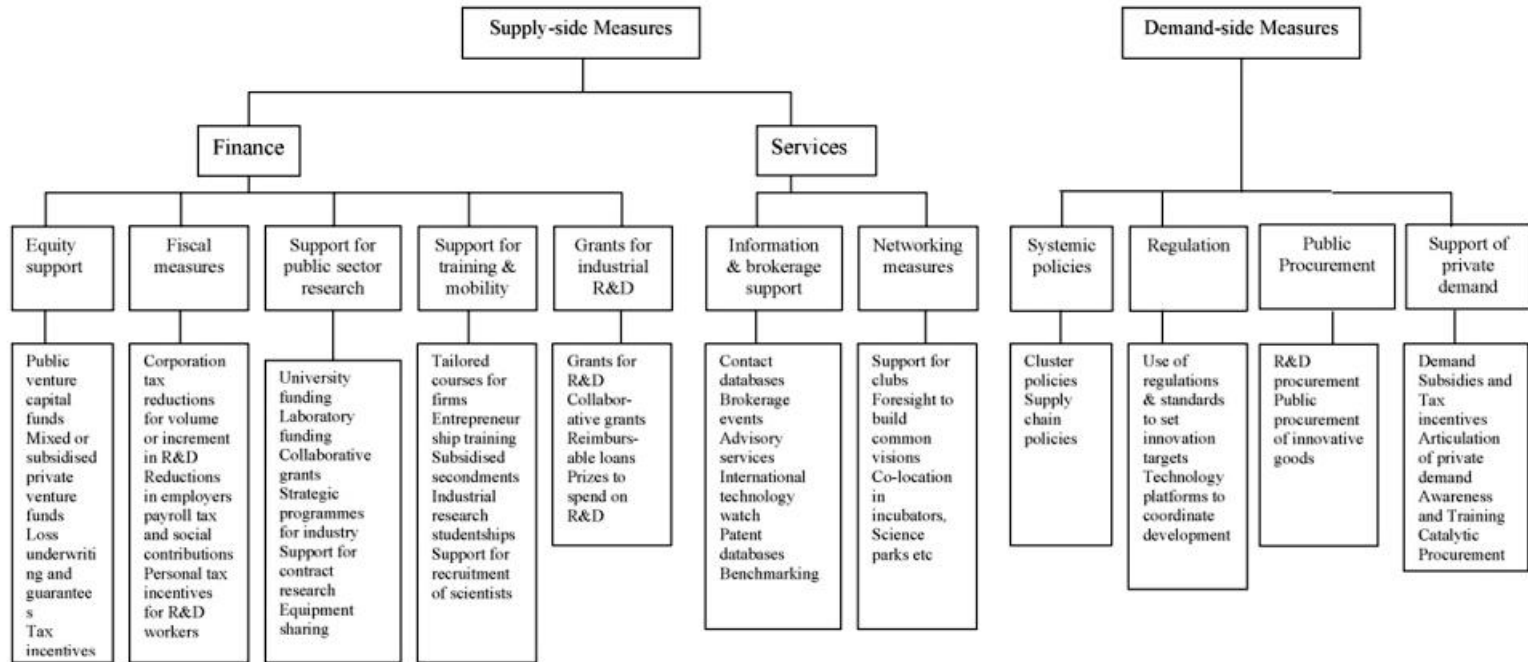 Supply-side Measures
Demand-side Measures
Finance
Services
Equity
support
Fiscal
measures
Support for
public sector
research
Support for
training &
mobility
Grants for
industrial
R&D
Information
& brokerage
support
Networking
measures
Systemic
policies
Regulation
Public
Procurement
Support of
private
demand
Public
venture
capital
funds
Mixed or
subsidised
private
venture
funds
Loss
underwriti
ng and
guarantee
s
Tax
incentives
Corporation
tax
reductions
for volume
or increment
in R&D
Reductions
in employers
payroll tax
and social
contributions
Personal tax
incentives
for R&D
workers
University
funding
Laboratory
funding
Collaborative
grants
Strategic
programmes
for industry
Support for
contract
research
Equipment
sharing
Tailored
courses for
firms
Entrepreneur
ship training
Subsidised
secondments
Industrial
research
studentships
Support for
recruitment
of scientists
Grants for
R&D
Collabor-
ative grants
Reimburs-
able loans
Prizes to
spend on
R&D
Contact
databases
Brokerage
events
Advisory
services
International
technology
watch
Patent
databases
Benchmarking
Support for
clubs
Foresight to
build
common
visions
Co-location
in
incubators,
Science
parks etc
Cluster
policies
Supply
chain
policies
Use of
regulations
& standards
to set
innovation
targets
Technology
platforms to
coordinate
development
R&D
procurement
Public
procurement
of innovative
goods
Demand
Subsidies and
Tax
incentives
Articulation
of private
demand
Awareness
and Training
Catalytic
Procurement